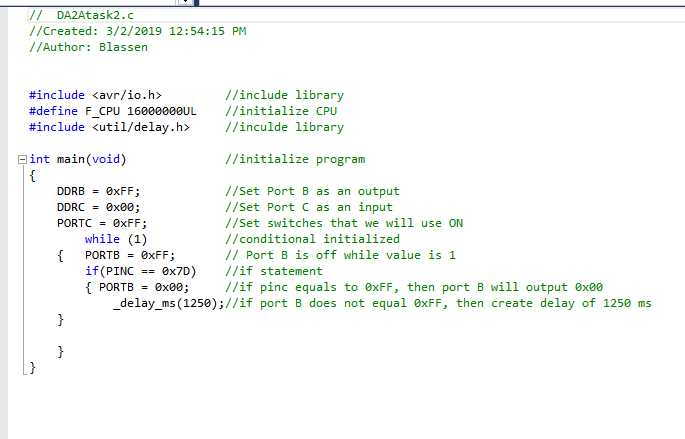 //  DA2Atask2.c
//Created: 3/2/2019 12:54:15 PM
//Author: Blassen
#include <avr/io.h>         //include library
#define F_CPU 16000000UL    //initialize CPU
#include <util/delay.h>     //inculde library
int main(void)              //initialize program
{
    DDRB = 0xFF;            //Set Port B as an output
    DDRC = 0x00;            //Set Port C as an input
    PORTC = 0xFF;           //Set switches that we will use ON
        while (1)           //conditional initialized
    {   PORTB = 0xFF;       // Port B is off while value is 1
        if(PINC == 0x7D)    //if statement
        { PORTB = 0x00;     //if pinc equals to 0xFF, then port B will output 0x00
            _delay_ms(1250);//if port B does not equal 0xFF, then create delay of 1250 ms
    }
    }
}